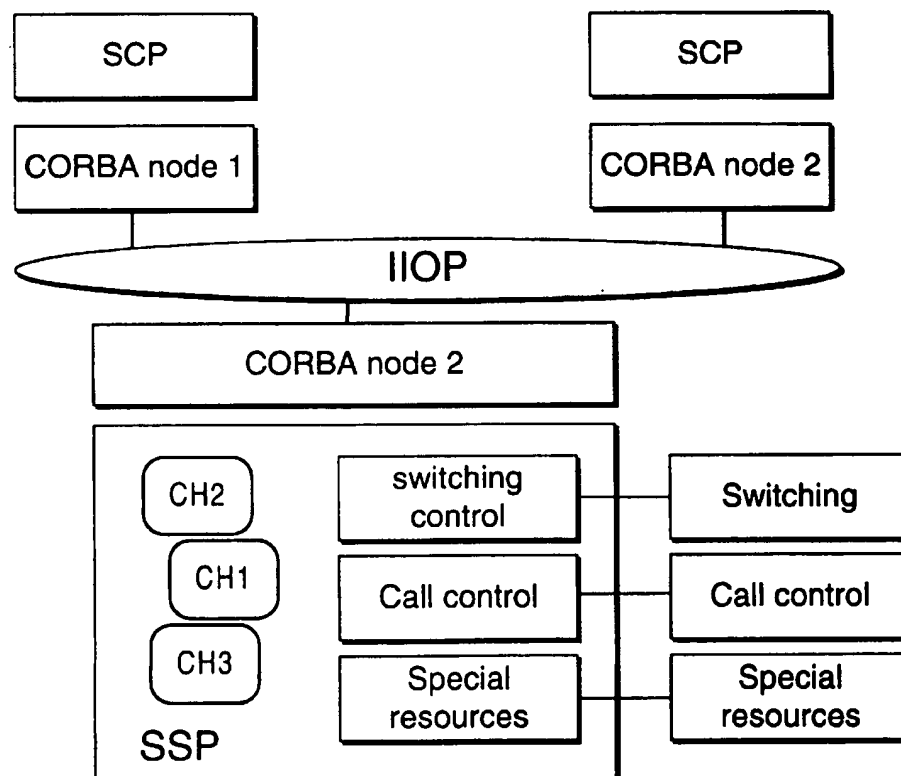 SCP
SCP
CORBA node 1
CORBA node 2
IIOP
CORBA node 2
CH2
CH1
CH3
SSP
switching
control
Switching
Call control
Call control
Special
resources
Special
resources